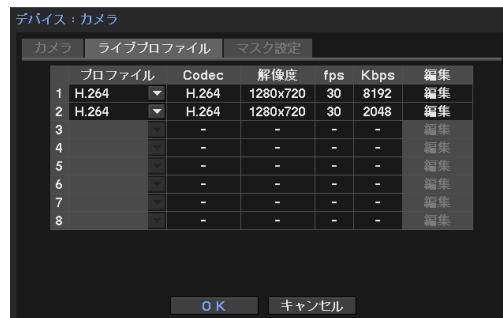 デバイス：カメラ
カメラ ライブプロファイル マスク設定
プロファイル Codec 解像度 fps Kbps 編集
1 H.264 H.264 1280x720 30 8192 編集
2 H.264 H.264 1280x720 30 2048 編集
3 - - - - 編集
4 - - - - 編集
5 - - - - 編集
6 - - - - 編集
7 - - - - 編集
8 - - - - 編集
OK キャンセル